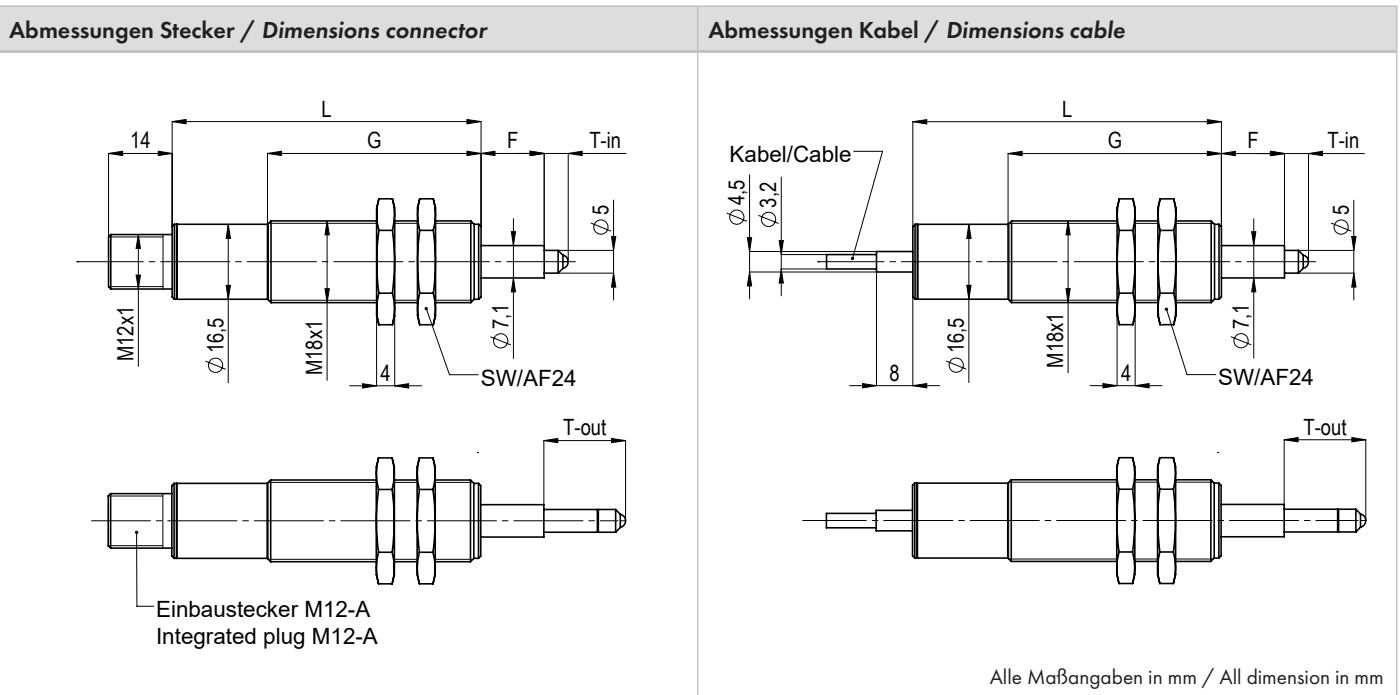 Abmessungen Stecker / Dimensions connector
L
14
G
F
T-in
∅ 5
M12x1
∅ 16,5
M18x1
4
∅ 7,1
SW/AF24
T-out
Einbaustecker M12-A
Integrated plug M12-A
Abmessungen Kabel / Dimensions cable
L
G
F
T-in
Kabel/Cable
∅ 4,5
∅ 3,2
∅ 5
8
∅ 16,5
M18x1
4
∅ 7,1
SW/AF24
T-out
Alle Maßangaben in mm / All dimension in mm